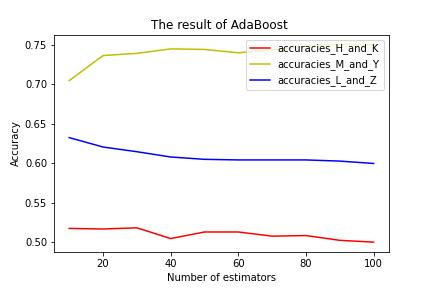 The result of AdaBoost
accuracies_H_and_K
accuracies_M_and_Y
accuracies_L_and_Z
0.75
0.70
0.65
0.60
0.55
0.50
Accuracy
20
40
60
80
100
Number of estimators